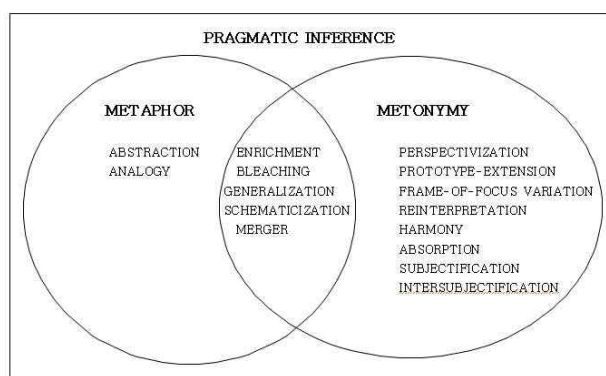 PRAGMATIC INFERENCE
METAPHOR
ABSTRACTION
ANALOGY
ENRICHMENT
BLEACHING
GENERALIZATION
SCHEMATICIZATION
MERGER
METONYMY
PERSPECTIVIZATION
PROTOTYPE-EXTENSION
FRAME-OF-FOCUS VARIATION
REINTERPRETATION
HARMONY
ABSORPTION
SUBJECTIFICATION
INTERSUBJECTIFICATION